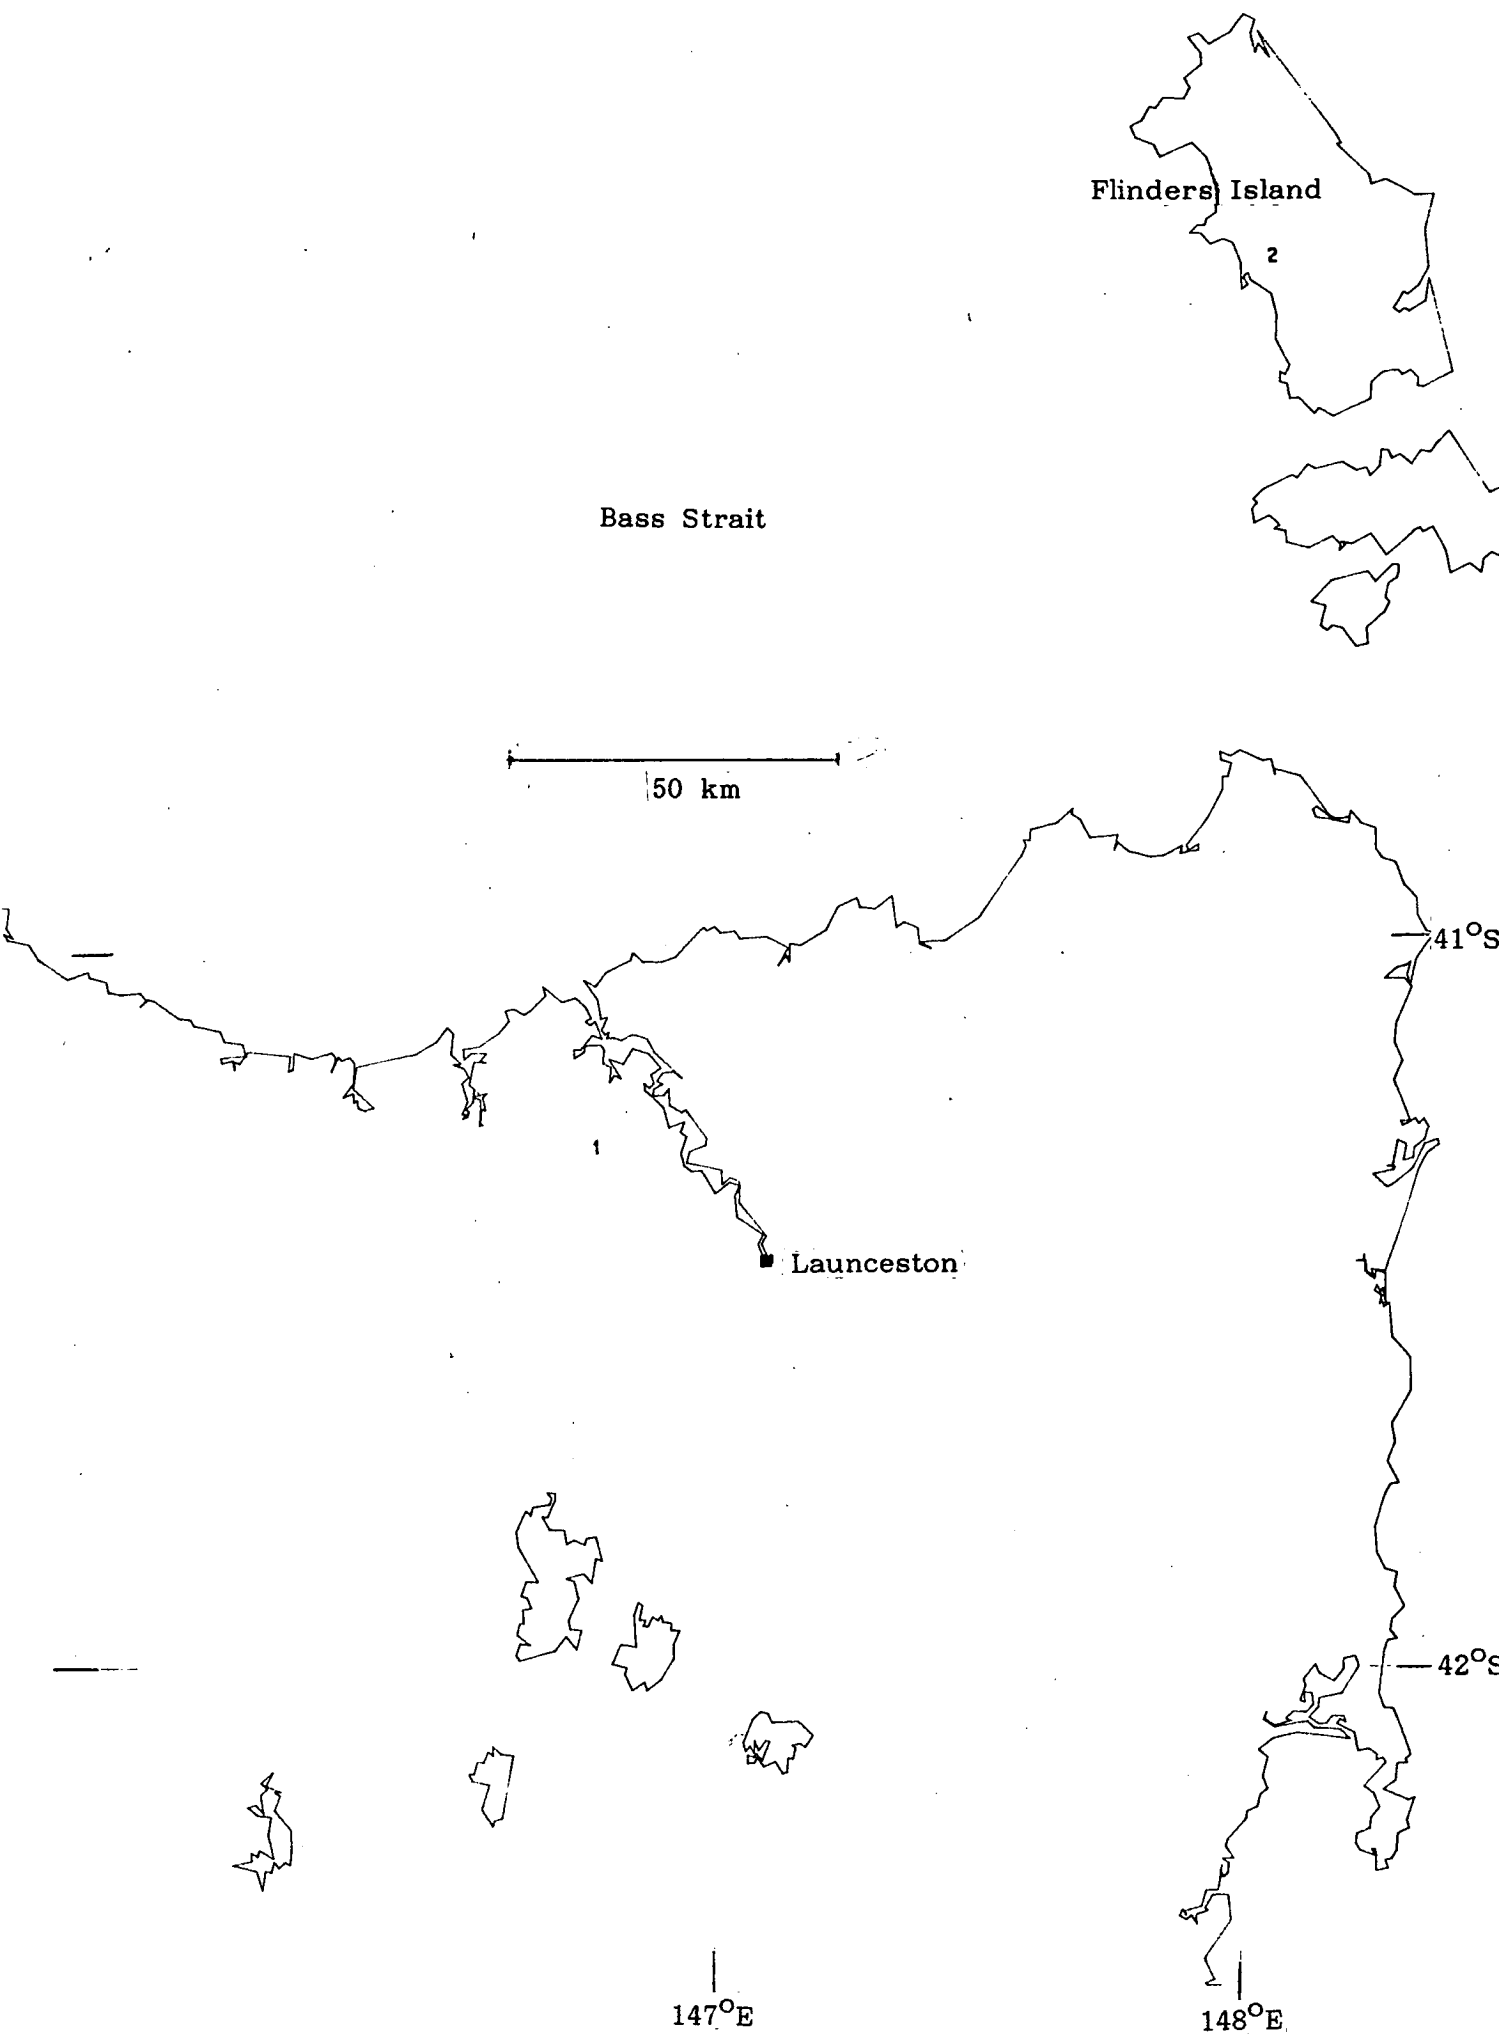 Flinders Island
2
Bass Strait
50 km
41°S
1
Launceston
42°S
147°E
148°E